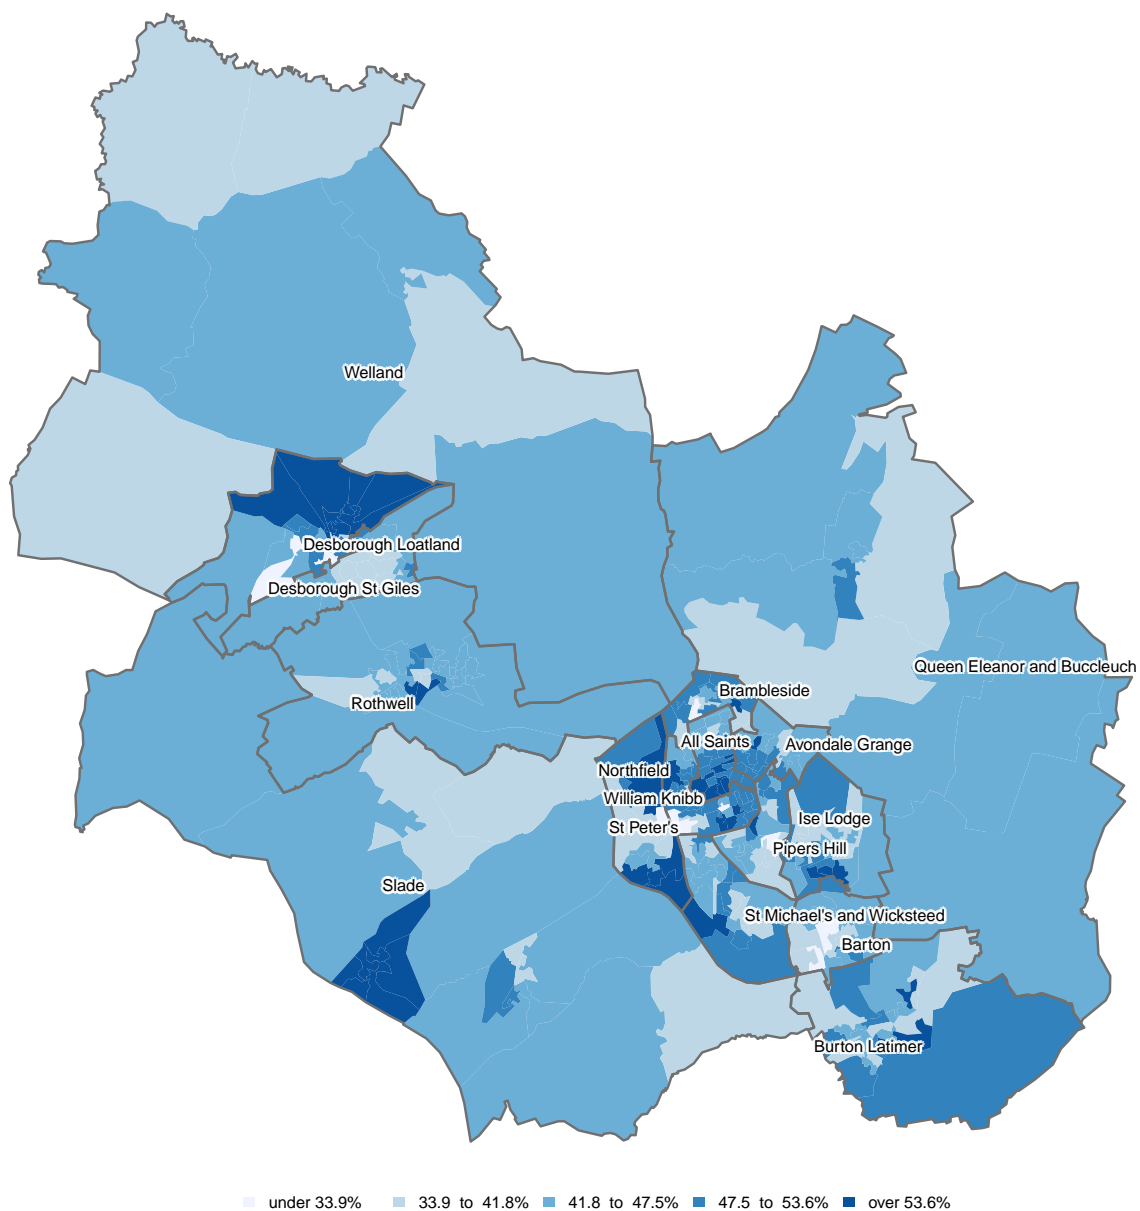 Welland
Desborough Loatland
Desborough St Giles
Queen Eleanor and Buccleuch
Brambleside
Rothwell
All Saints
Avondale Grange
Northfield
William Knibb
Ise Lodge
St Peter's
Pipers Hill
Slade
St Michael's and Wicksteed
Barton
Burton Latimer
under 33.9% 33.9 to 41.8% 41.8 to 47.5% 47.5 to 53.6% over 53.6%